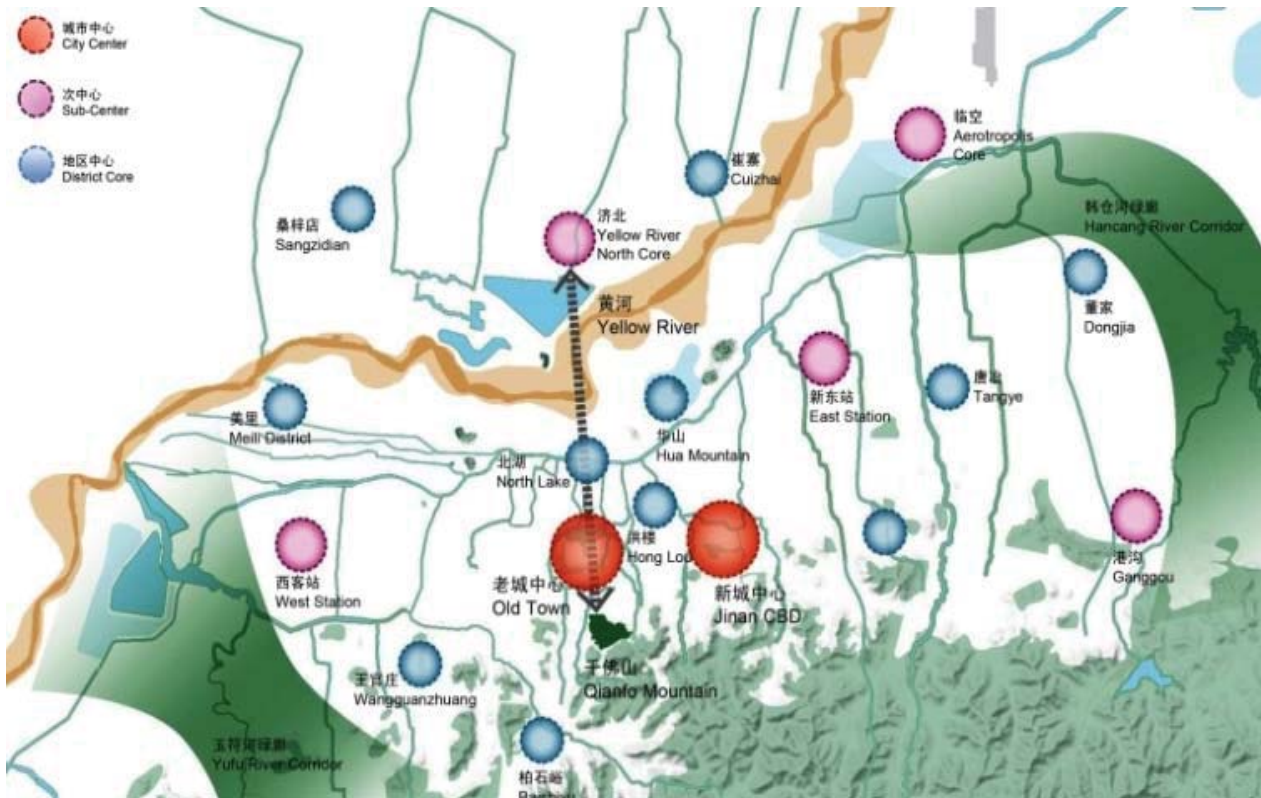 城市中心
City Center
次中心
Sub-Center
地区中心
District Core
临空
Aerotropolis
Core
崔寨
Cuizhai
桑梓店
Sangzidian
济北
Yellow River
North Core
韩仓河绿廊
Hancang River Corridor
黄河
Yellow River
董家
Dongjia
新东站
East Station
唐冶
Tangye
美里
Meili District
华山
Hua Mountain
北湖
North Lake
洪楼
Hong Lou
西客站
West Station
老城中心
Old Town
新城中心
Jinan CBD
港沟
Ganggou
千佛山
Qianfo Mountain
王官庄
Wangguanzhuang
玉符河绿廊
Yufu River Corridor
柏石峪